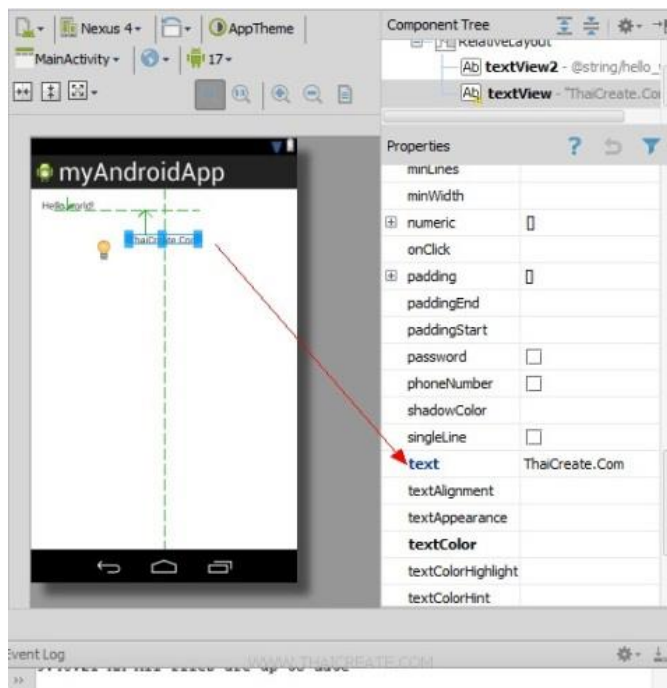 Nexus 4
AppTheme
MainActivity
17
Component Tree
RelativeLayout
Ab textView2 - @string/hello_
Ab textView - "ThaiCreate.Co
myAndroidApp
Hello world!
ThaiCreate.Com
Properties
minLines
minWidth
numeric []
onClick
padding []
paddingEnd
paddingStart
password
phoneNumber
shadowColor
singleLine
text ThaiCreate.Com
textAlignment
textAppearance
textColor
textColorHighlight
textColorHint
Event Log
WWW.THAICREATE.COM